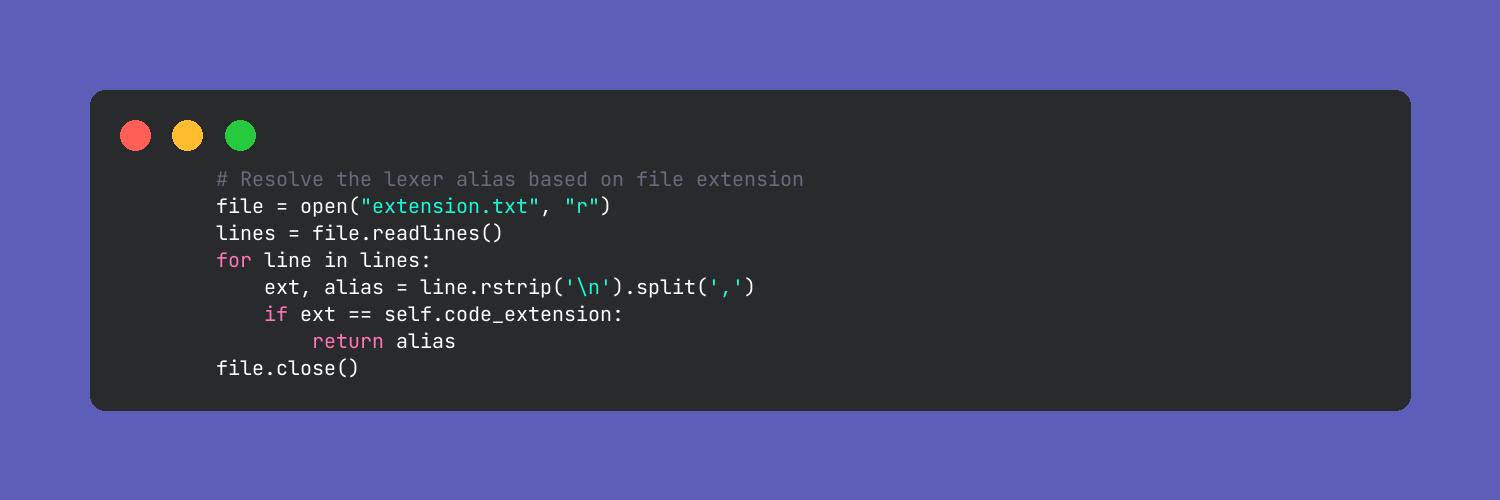 # Resolve the lexer alias based on file extension
file = open("extension.txt", "r")
lines = file.readlines()
for line in lines:
    ext, alias = line.rstrip('\n').split(',')
    if ext == self.code_extension:
        return alias
file.close()